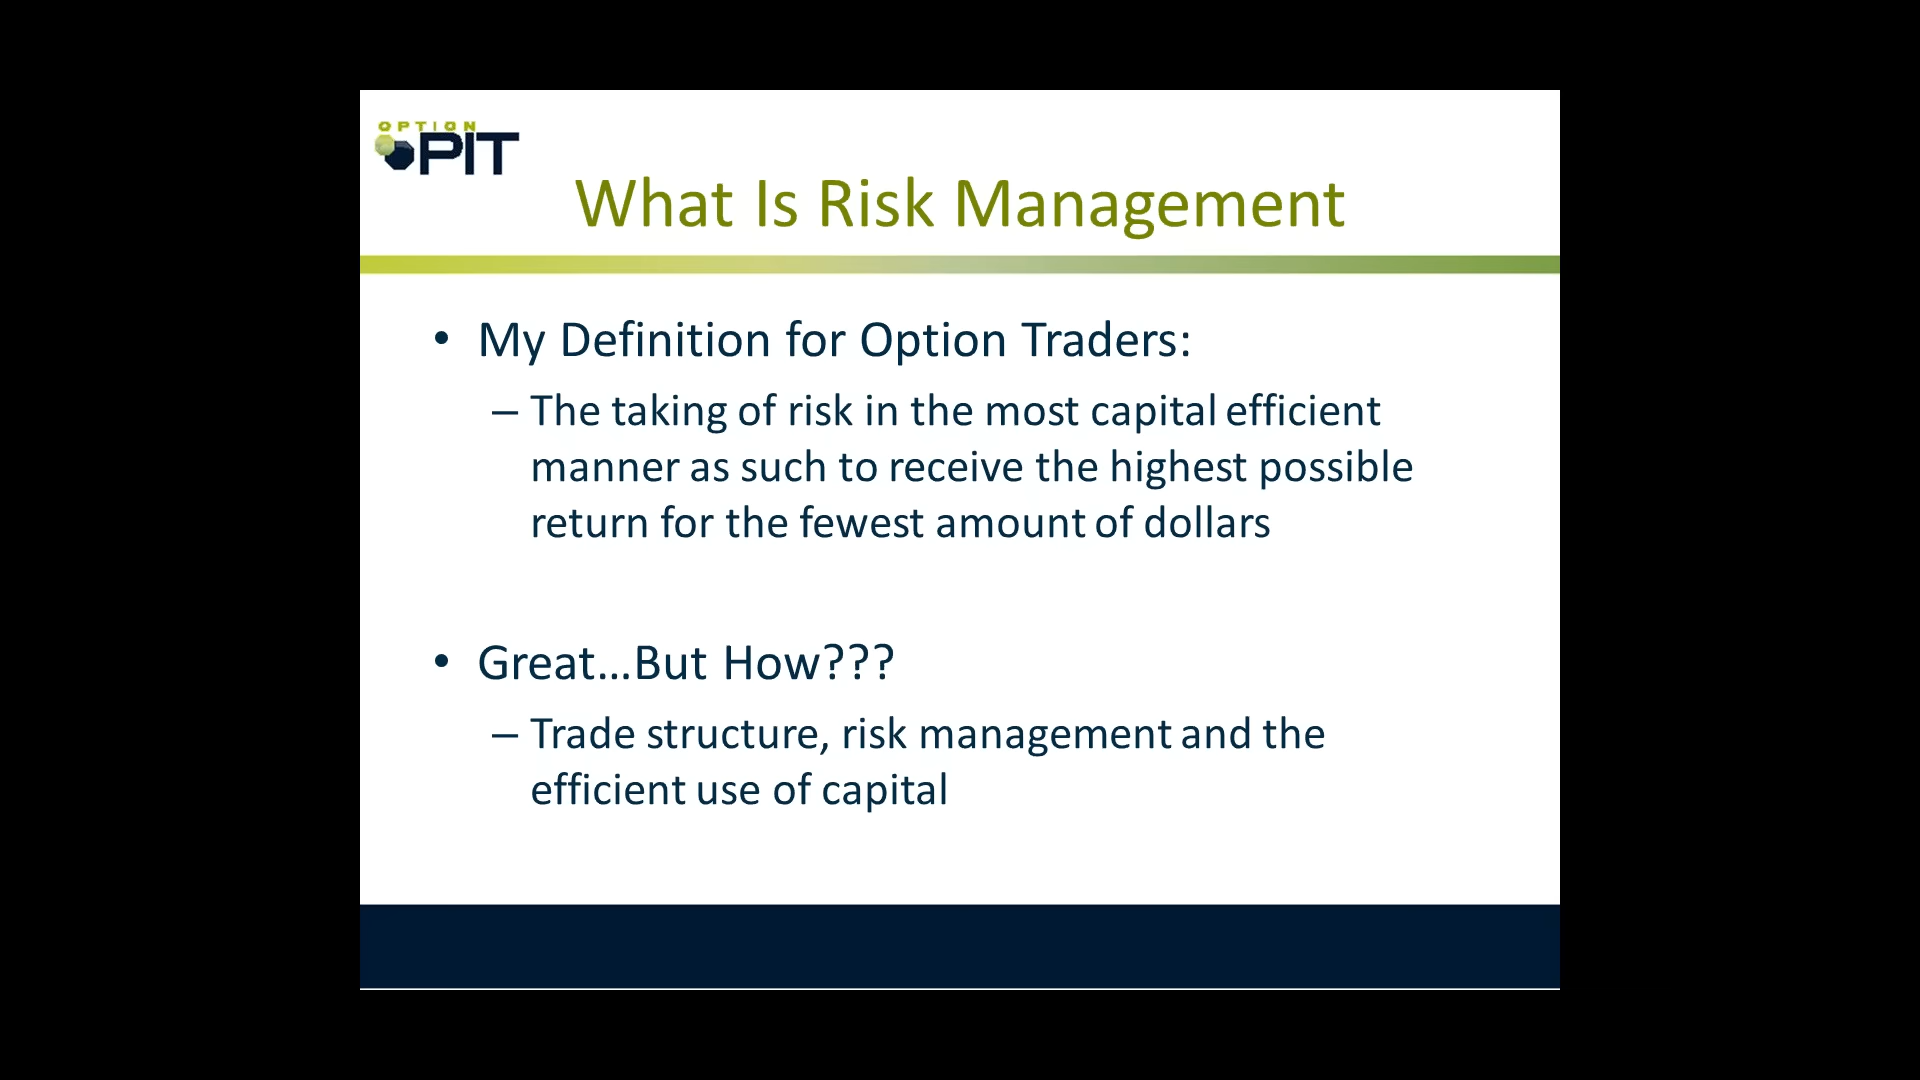 OPTION
PIT
What Is Risk Management
• My Definition for Option Traders:
– The taking of risk in the most capital efficient
manner as such to receive the highest possible
return for the fewest amount of dollars
• Great...But How???
– Trade structure, risk management and the
efficient use of capital